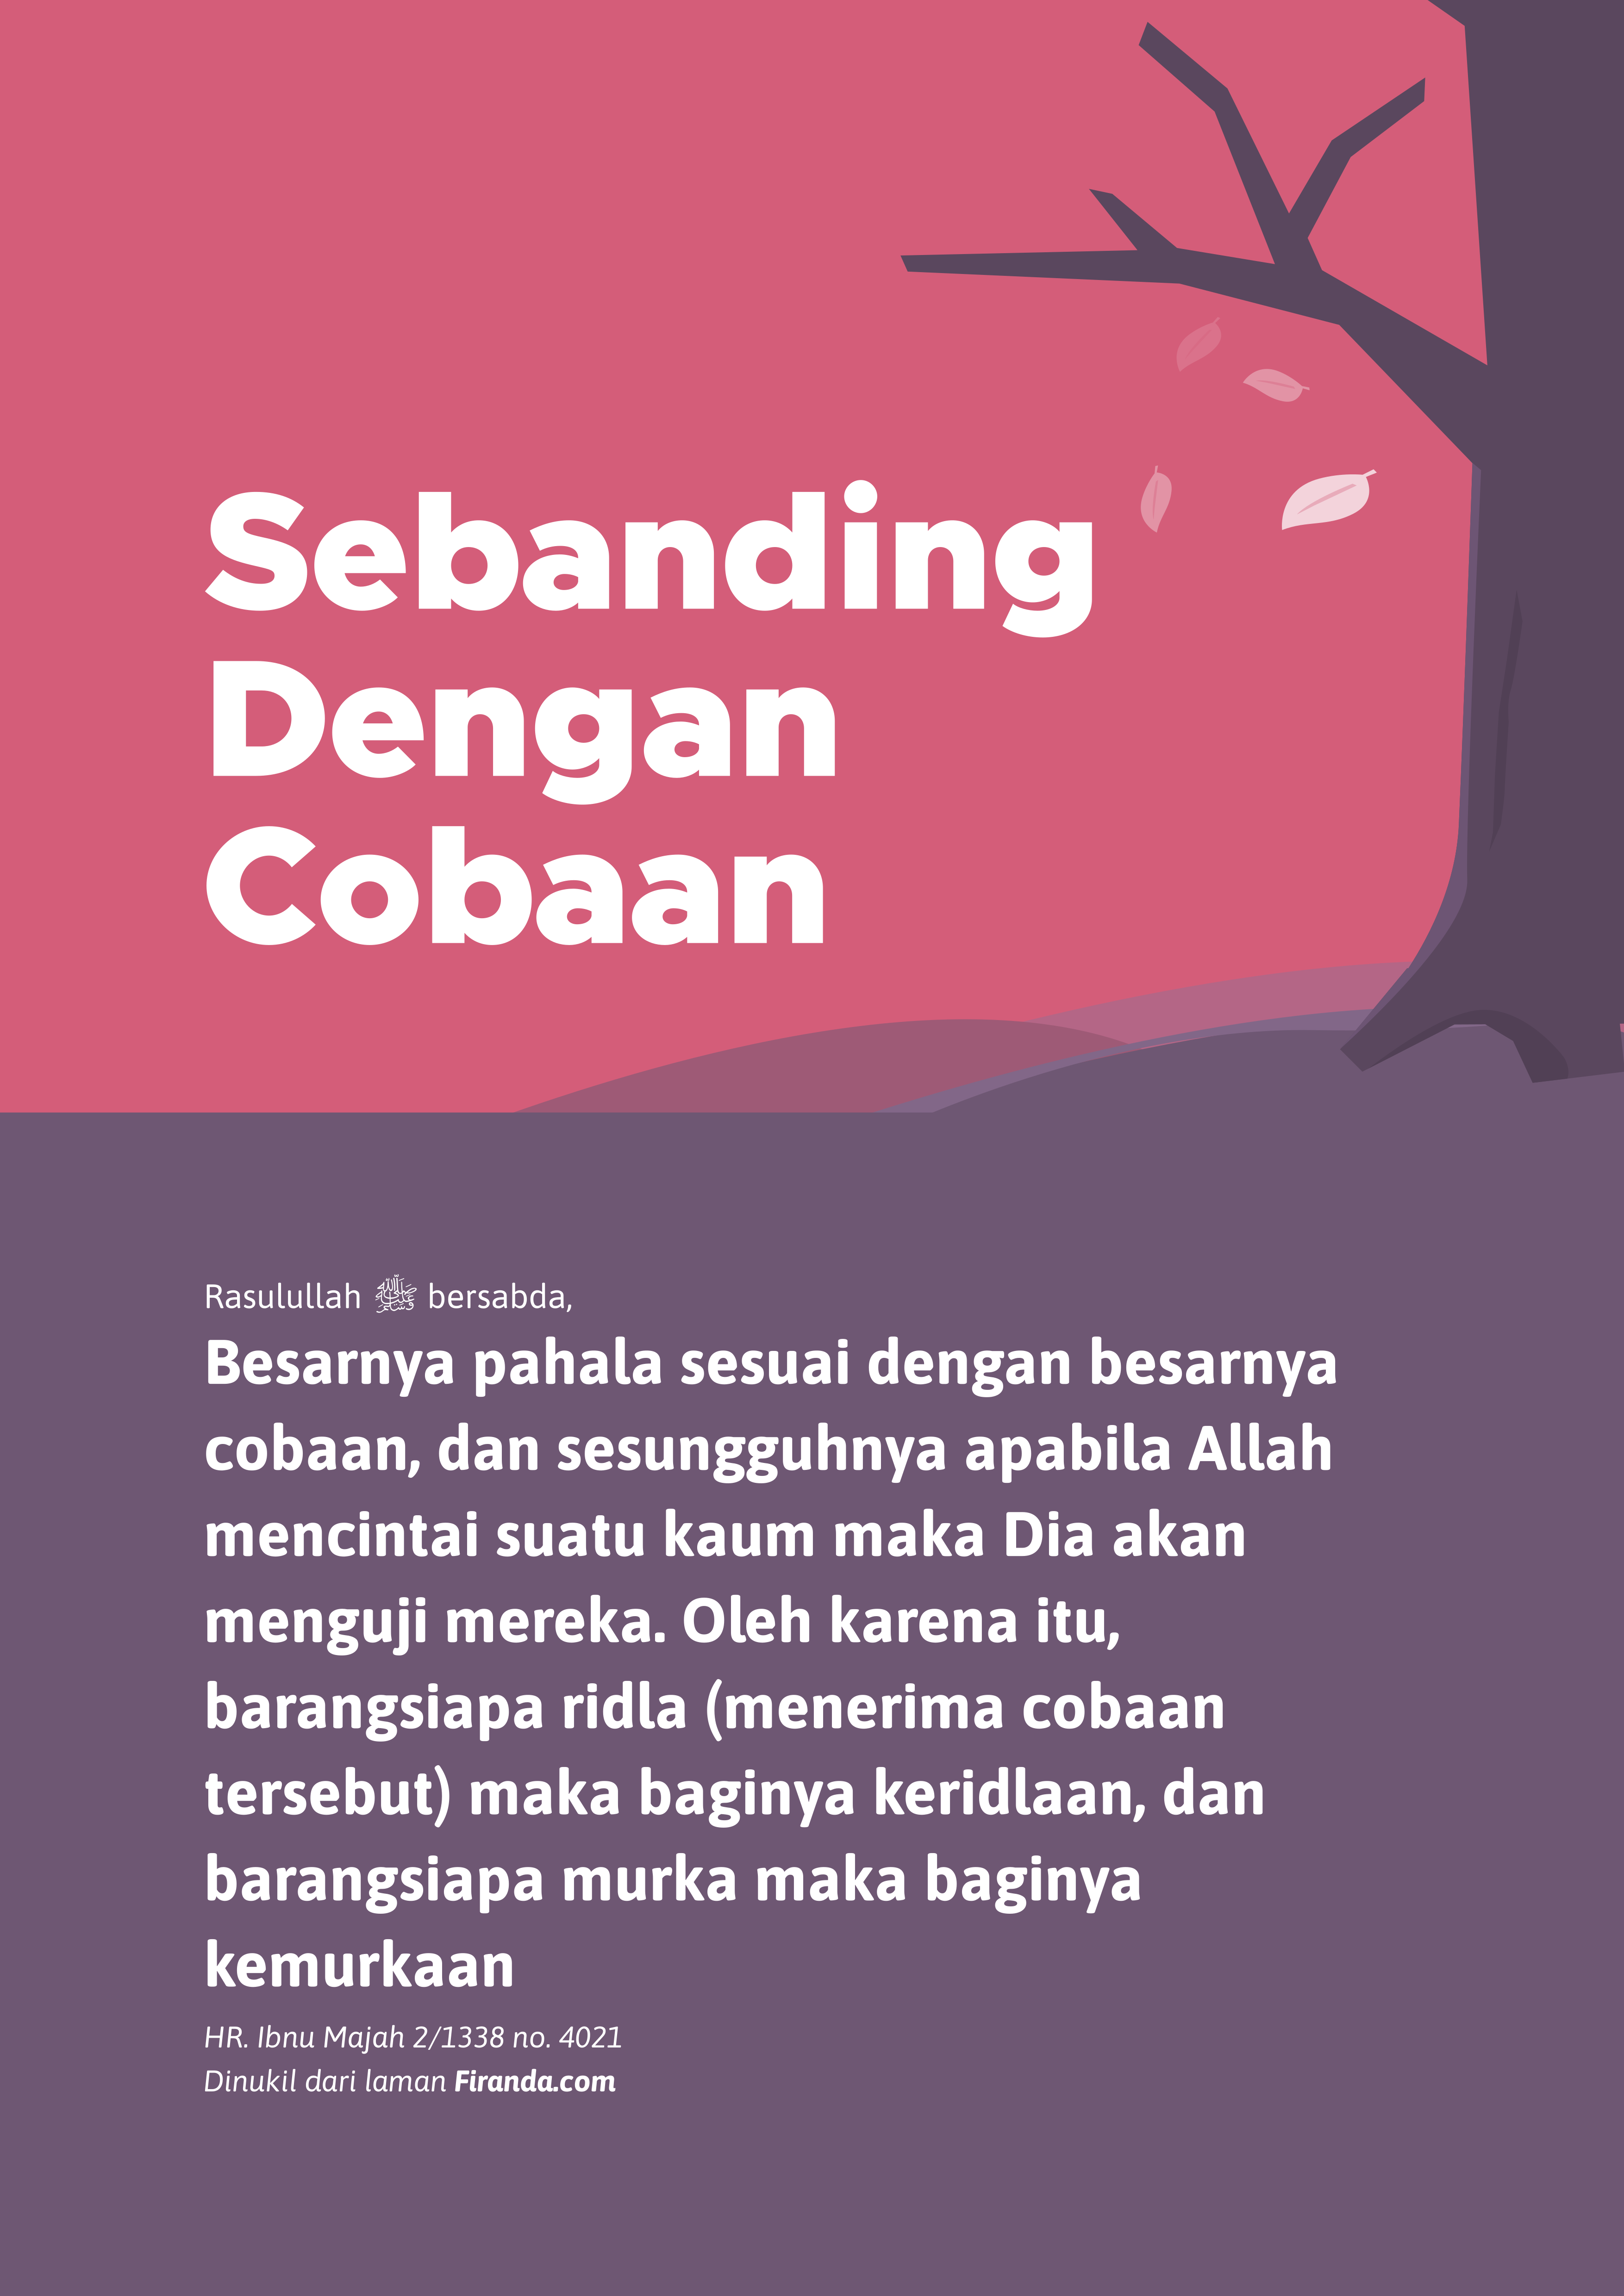 Sebanding
Dengan
Cobaan
Rasulullah ﷺ bersabda,
Besarnya pahala sesuai dengan besarnya
cobaan, dan sesungguhnya apabila Allah
mencintai suatu kaum maka Dia akan
menguji mereka. Oleh karena itu,
barangsiapa ridla (menerima cobaan
tersebut) maka baginya keridlaan, dan
barangsiapa murka maka baginya
kemurkaan
HR. Ibnu Majah 2/1338 no. 4021
Dinukil dari laman Firanda.com